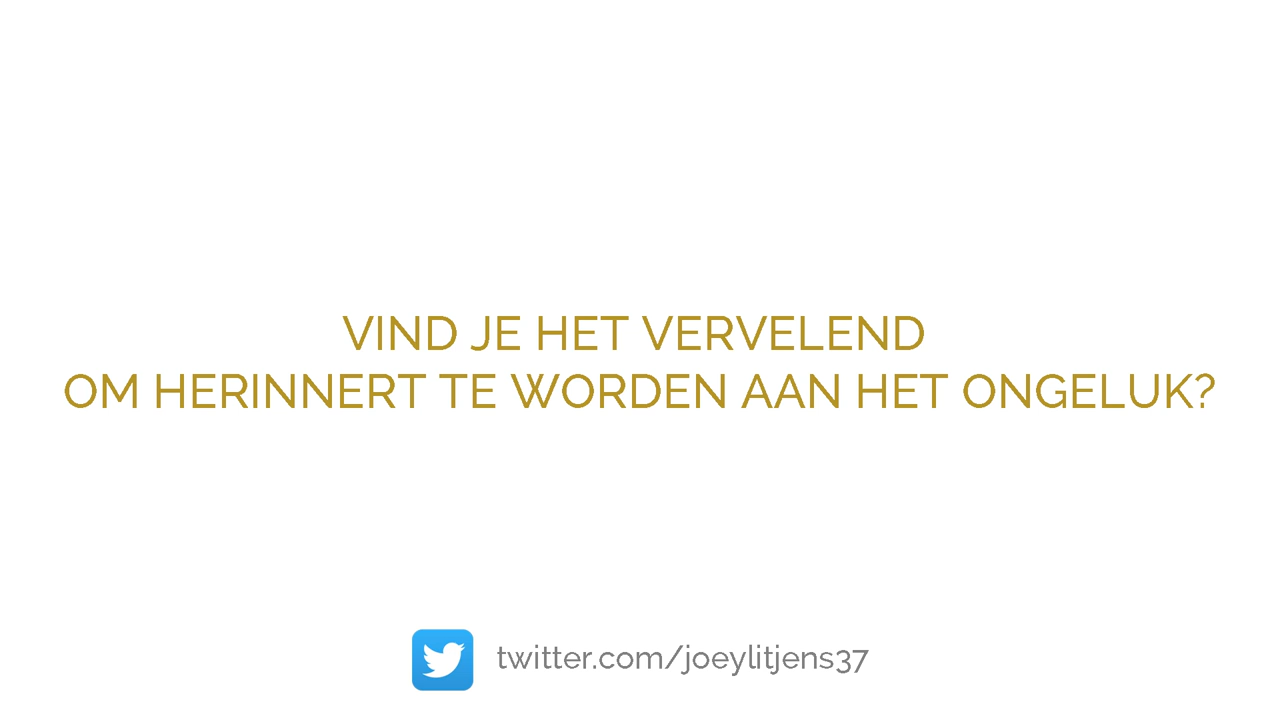 VIND JE HET VERVELEND
OM HERINNERT TE WORDEN AAN HET ONGELUK?
twitter.com/joeylitjens37